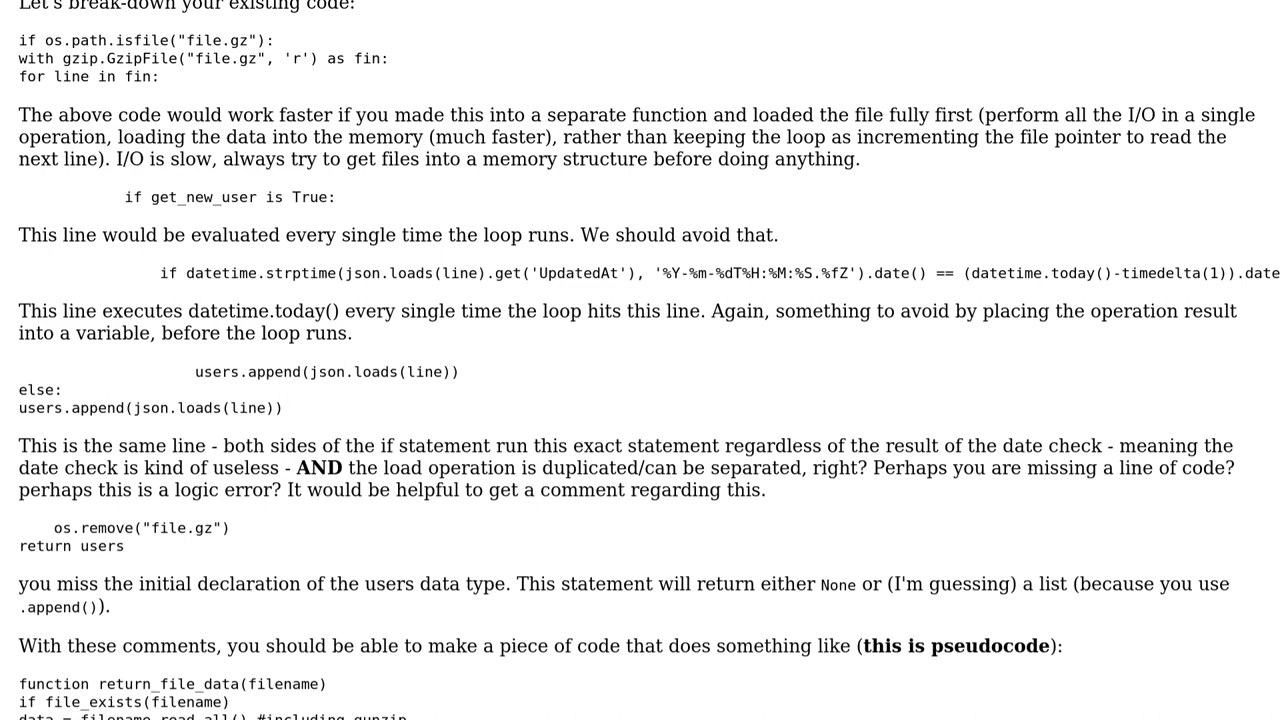 Let's break-down your existing code:
if os.path.isfile("file.gz"):
with gzip.GzipFile("file.gz", 'r') as fin:
for line in fin:
The above code would work faster if you made this into a separate function and loaded the file fully first (perform all the I/O in a single
operation, loading the data into the memory (much faster), rather than keeping the loop as incrementing the file pointer to read the
next line). I/O is slow, always try to get files into a memory structure before doing anything.
if get_new_user is True:
This line would be evaluated every single time the loop runs. We should avoid that.
if datetime.strptime(json.loads(line).get('UpdatedAt'), '%Y-%m-%dT%H:%M:%S.%fZ').date() == (datetime.today()-timedelta(1)).date
This line executes datetime.today() every single time the loop hits this line. Again, something to avoid by placing the operation result
into a variable, before the loop runs.
users.append(json.loads(line))
else:
users.append(json.loads(line))
This is the same line - both sides of the if statement run this exact statement regardless of the result of the date check - meaning the
date check is kind of useless - AND the load operation is duplicated/can be separated, right? Perhaps you are missing a line of code?
perhaps this is a logic error? It would be helpful to get a comment regarding this.
os.remove("file.gz")
return users
you miss the initial declaration of the users data type. This statement will return either None or (I'm guessing) a list (because you use
.append()).
With these comments, you should be able to make a piece of code that does something like (this is pseudocode):
function return_file_data(filename)
if file_exists(filename)
data = filename.read_all() #including gunzip